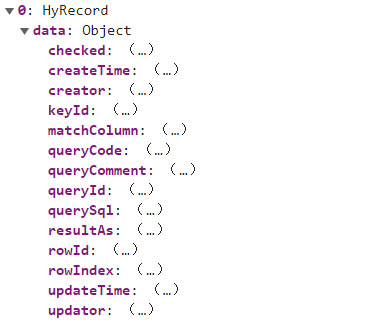 ▼0: HyRecord
▼data: Object
checked: (…)
createTime: (…)
creator: (…)
keyId: (…)
matchColumn: (…)
queryCode: (…)
queryComment: (…)
queryId: (…)
querySql: (…)
resultAs: (…)
rowId: (…)
rowIndex: (…)
updateTime: (…)
updator: (…)